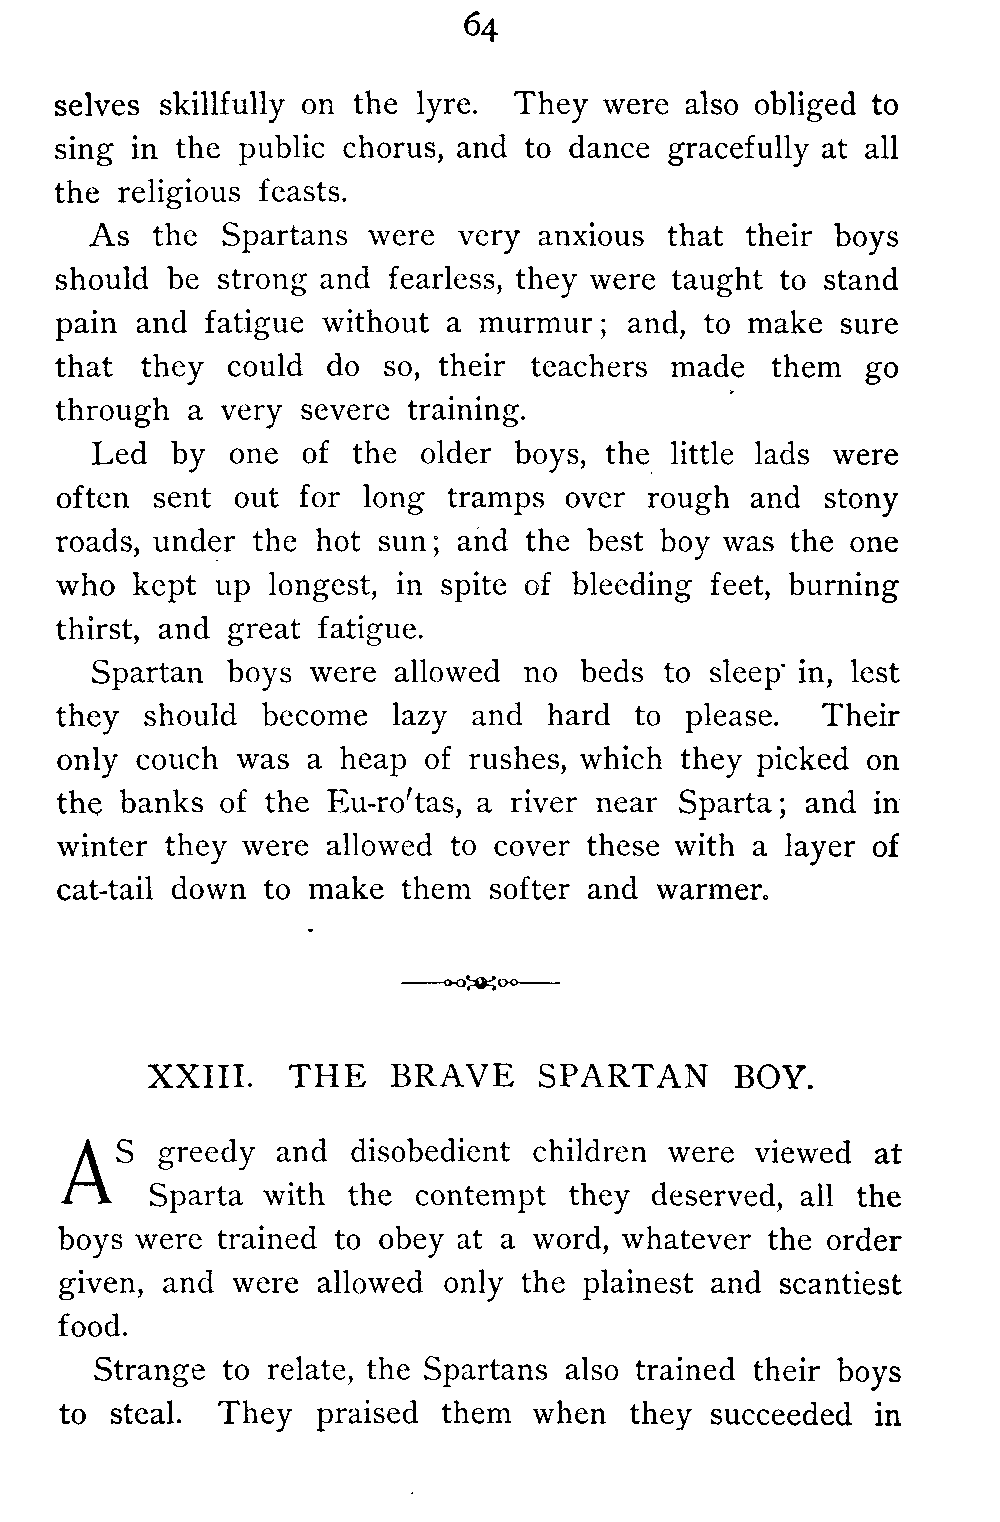 64
selves skillfully on the lyre. They were also obliged to
sing in the public chorus, and to dance gracefully at all
the religious feasts.
As the Spartans were very anxious that their boys
should be strong and fearless, they were taught to stand
pain and fatigue without a murmur; and, to make sure
that they could do so, their teachers made them go
through a very severe training.
Led by one of the older boys, the little lads were
often sent out for long tramps over rough and stony
roads, under the hot sun; and the best boy was the one
who kept up longest, in spite of bleeding feet, burning
thirst, and great fatigue.
Spartan boys were allowed no beds to sleep in, lest
they should become lazy and hard to please. Their
only couch was a heap of rushes, which they picked on
the banks of the Eu-ro′tas, a river near Sparta; and in
winter they were allowed to cover these with a layer of
cat-tail down to make them softer and warmer.
XXIII. THE BRAVE SPARTAN BOY.
AS greedy and disobedient children were viewed at
Sparta with the contempt they deserved, all the
boys were trained to obey at a word, whatever the order
given, and were allowed only the plainest and scantiest
food.
Strange to relate, the Spartans also trained their boys
to steal. They praised them when they succeeded in